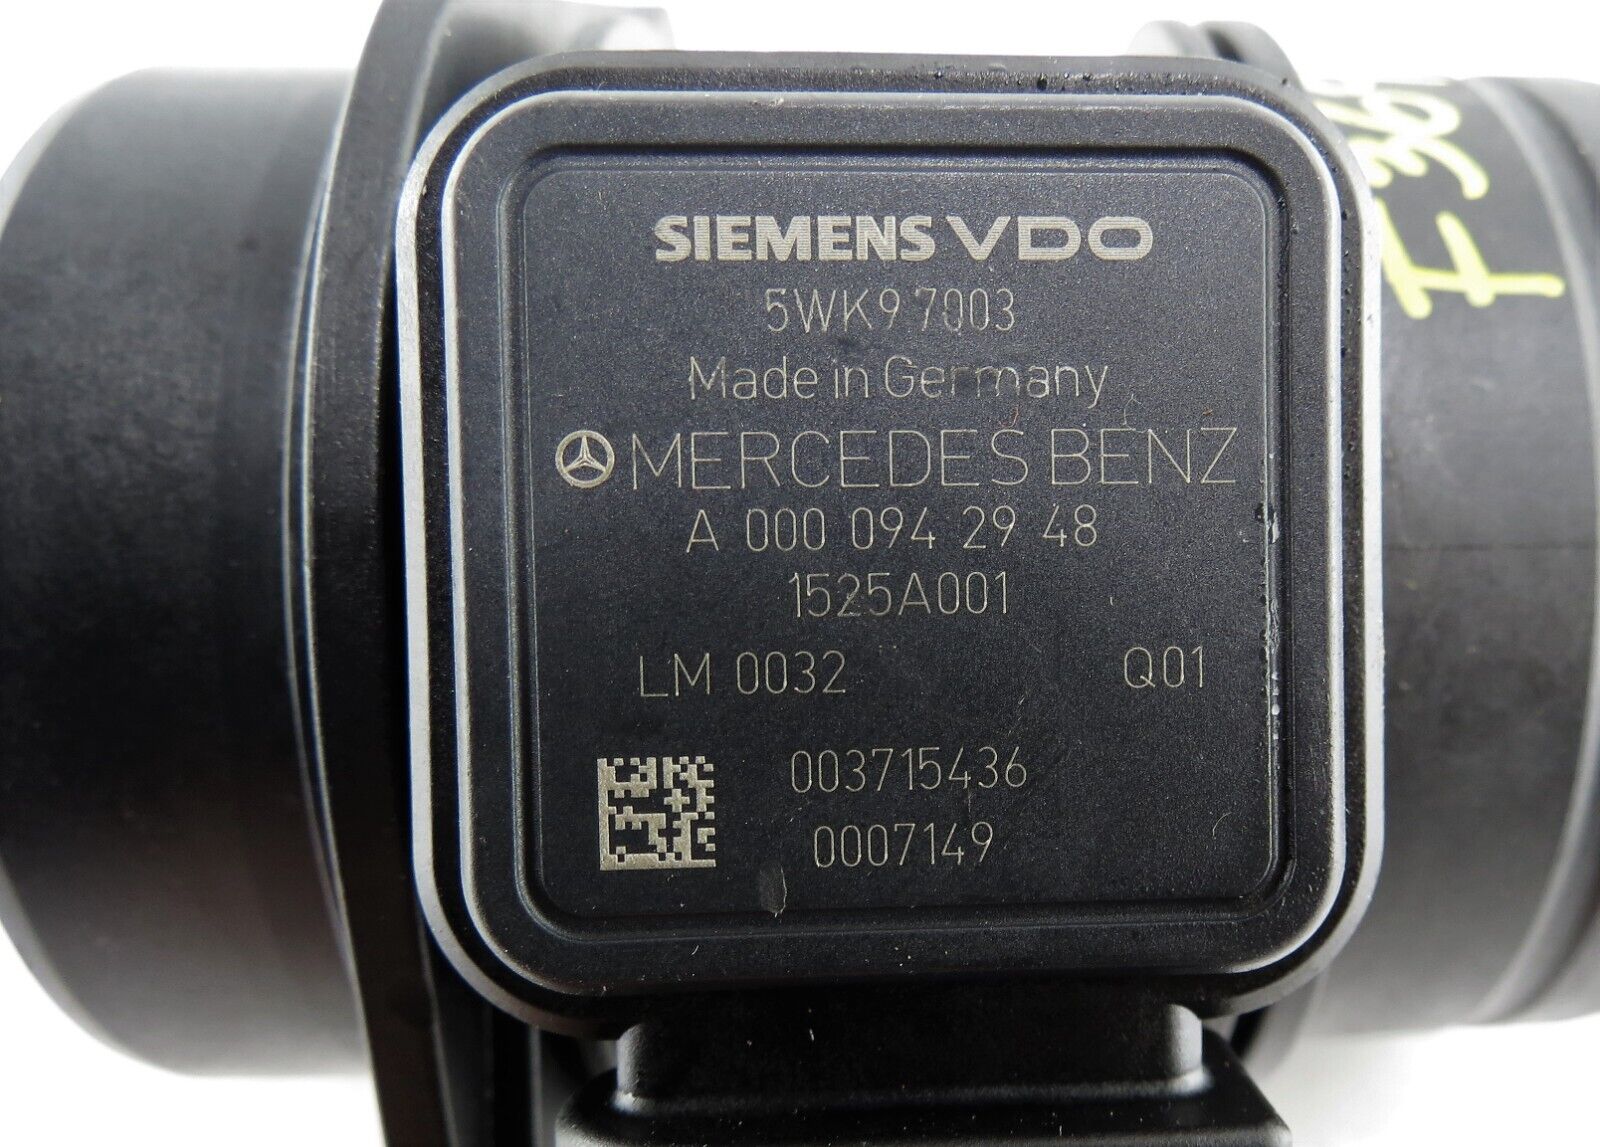 SIEMENS VDO
5WK9 7003
Made in Germany
MERCEDES BENZ
A 000 094 29 48
1525A001
LM 0032 Q01
003715436
0007149